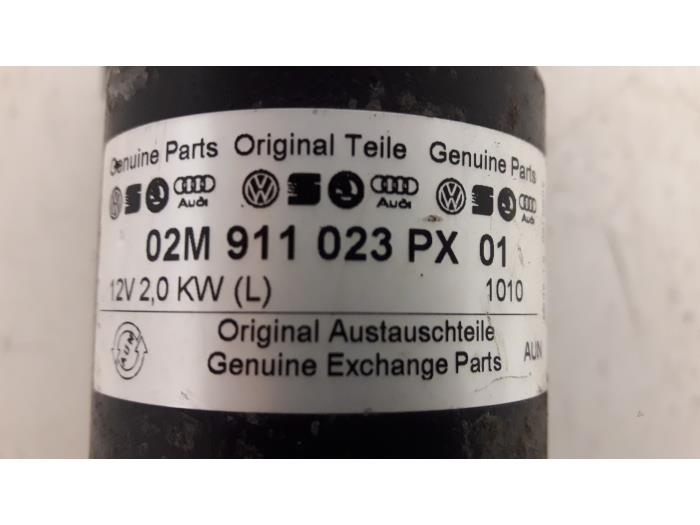 Genuine Parts Original Teile Genuine Parts
Audi Audi Audi
02M 911 023 PX 01
12V 2,0 KW (L) 1010
Original Austauschteile
AUN Genuine Exchange Parts AUN